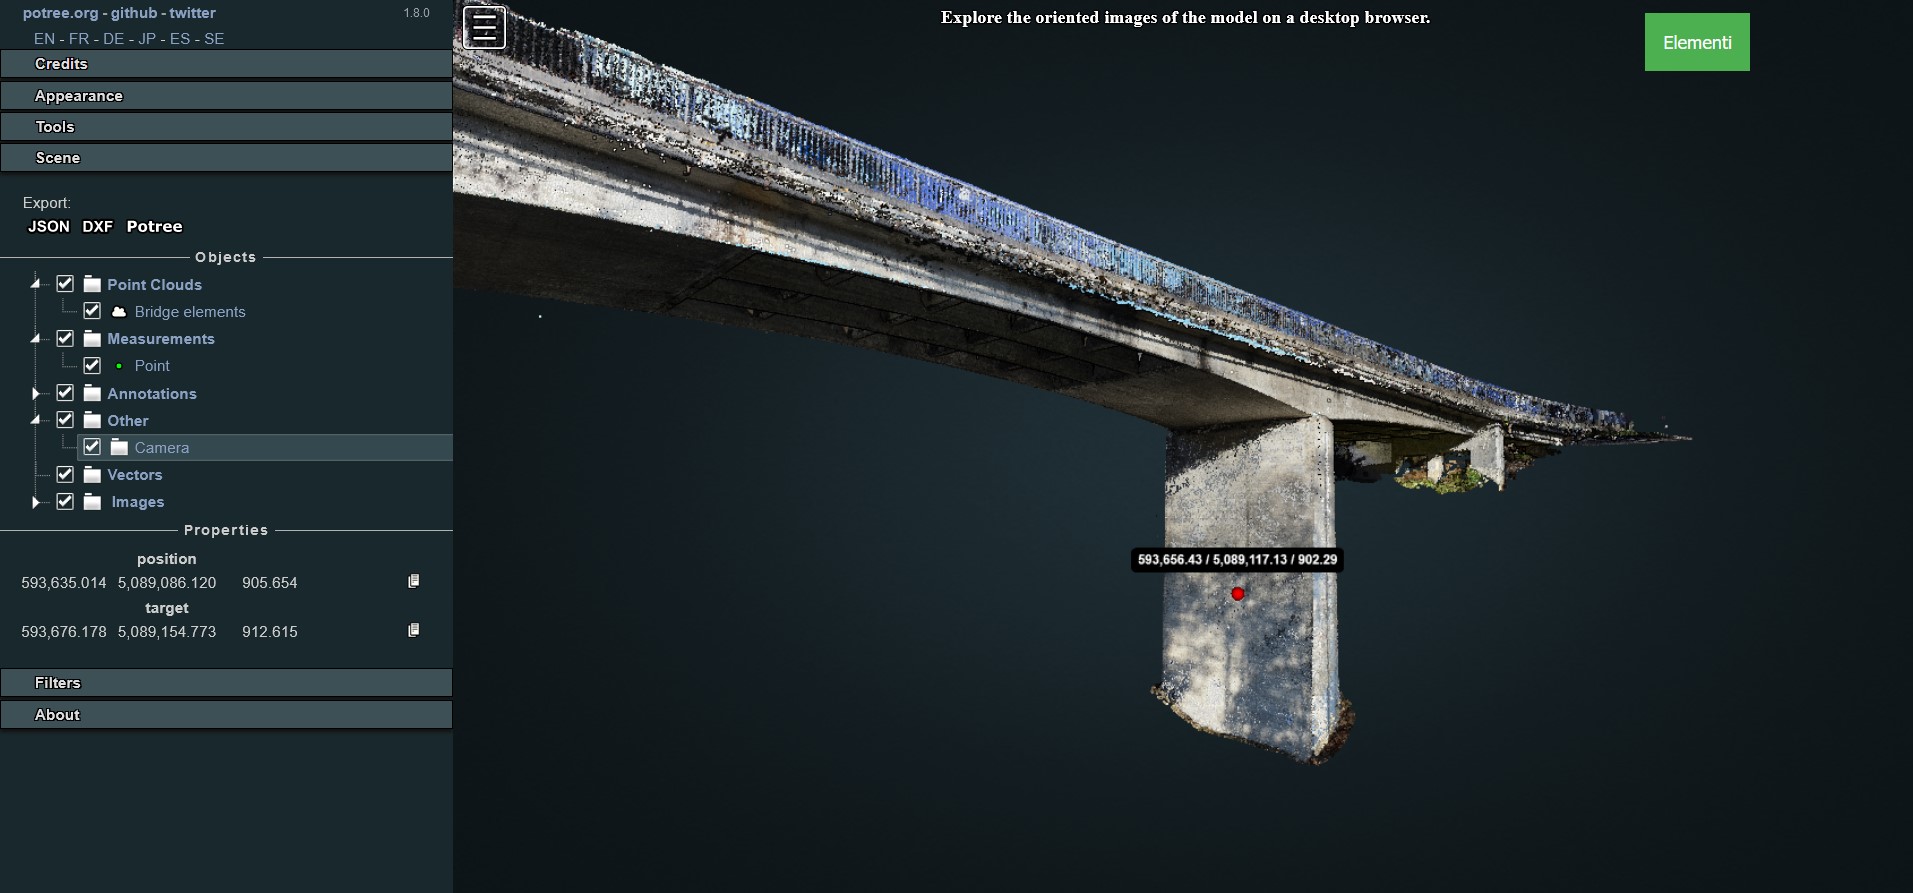 potree.org - github - twitter 1.8.0
EN - FR - DE - JP - ES - SE
Credits
Appearance
Tools
Scene
Export:
JSON DXF Potree
Objects
Point Clouds
Bridge elements
Measurements
Point
Annotations
Other
Camera
Vectors
Images
Properties
position
593,635.014 5,089,086.120 905.654
target
593,676.178 5,089,154.773 912.615
Filters
About
Explore the oriented images of the model on a desktop browser.
Elementi
593,656.43 / 5,089,117.13 / 902.29